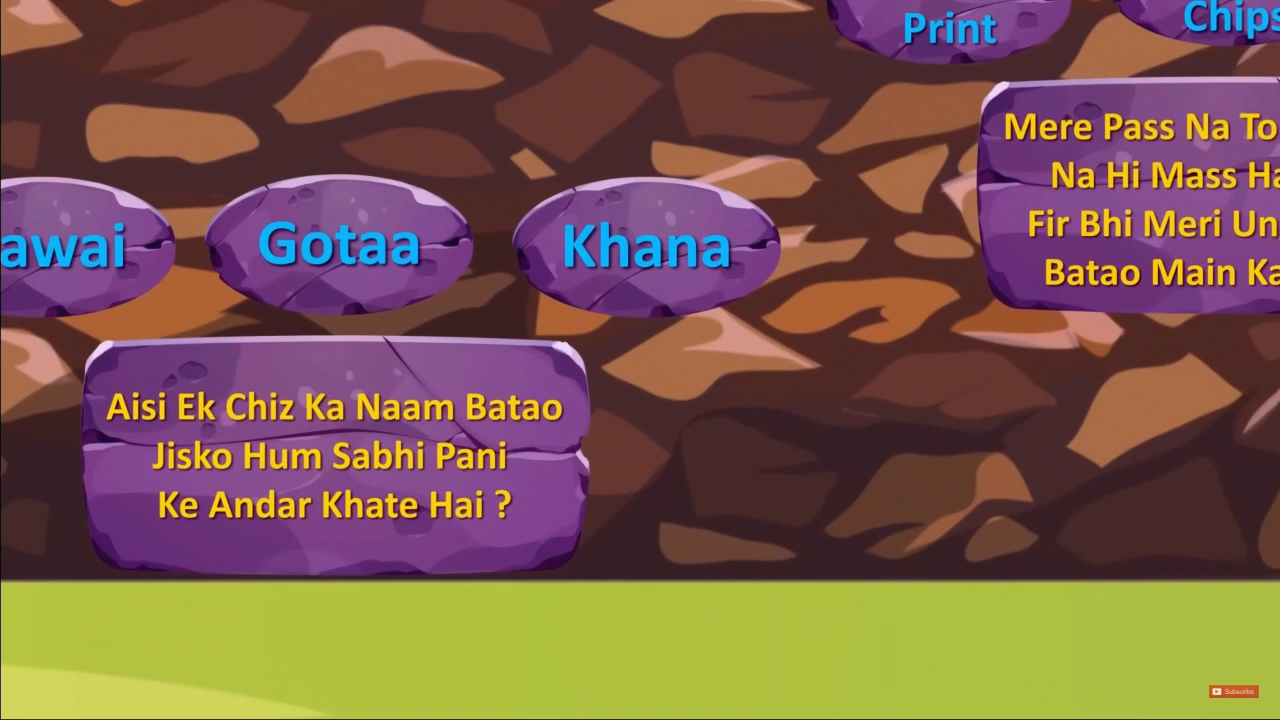 Print
Chips
Mere Pass Na To
Na Hi Mass Ha
Fir Bhi Meri Un
Batao Main Ka
awai
Gotaa
Khana
Aisi Ek Chiz Ka Naam Batao
Jisko Hum Sabhi Pani
Ke Andar Khate Hai ?
Subscribe